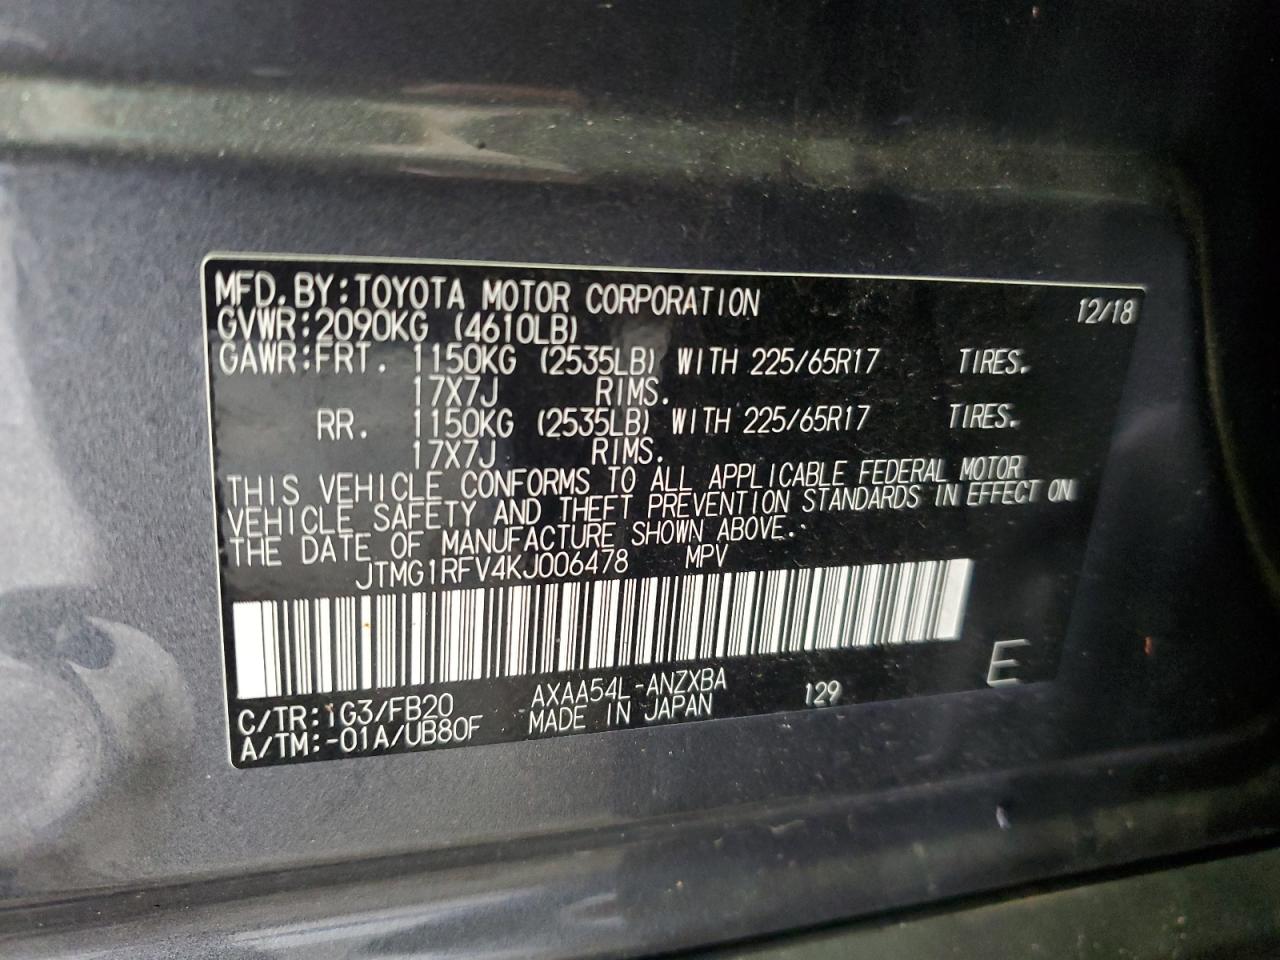 MFD.BY:TOYOTA MOTOR CORPORATION 12/18
GVWR:2090KG (4610LB)
GAWR:FRT. 1150KG (2535LB) WITH 225/65R17 TIRES.
17X7J RIMS.
RR. 1150KG (2535LB) WITH 225/65R17 TIRES.
17X7J RIMS.
THIS VEHICLE CONFORMS TO ALL APPLICABLE FEDERAL MOTOR
VEHICLE SAFETY AND THEFT PREVENTION STANDARDS IN EFFECT ON
THE DATE OF MANUFACTURE SHOWN ABOVE.
JTMG1RFV4KJ006478 MPV
E
C/TR:1G3/FB20 AXAA54L-ANZXBA 129
A/TM:-01A/UB80F MADE IN JAPAN